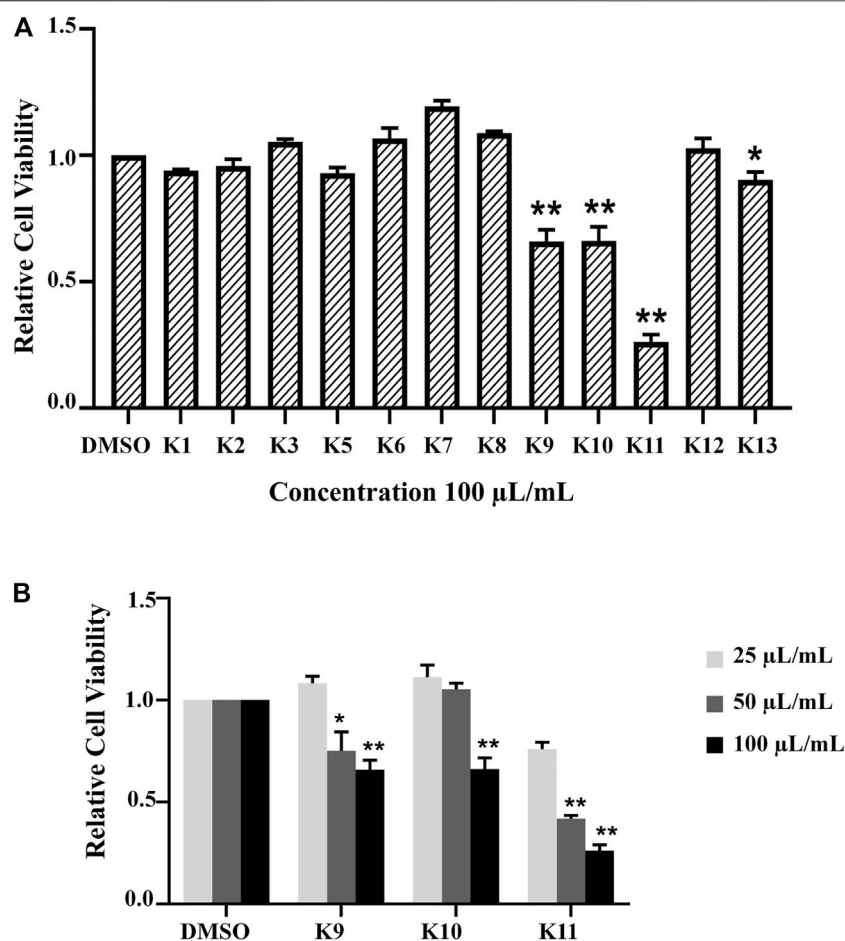 A
1.5
1.0
0.5
0.0
Relative Cell Viability
** ** ** *
DMSO K1 K2 K3 K5 K6 K7 K8 K9 K10 K11 K12 K13
Concentration 100 µL/mL
B
1.5
1.0
0.5
0.0
Relative Cell Viability
* ** ** ** **
DMSO K9 K10 K11
25 µL/mL
50 µL/mL
100 µL/mL